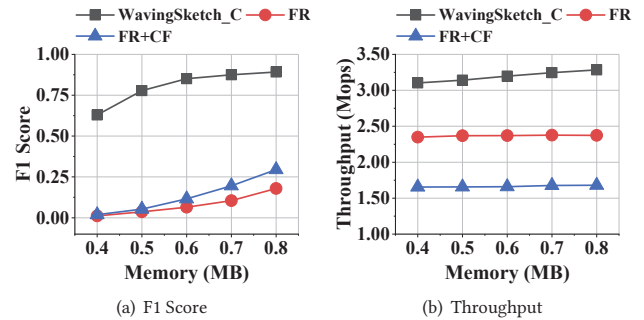 WavingSketch_C FR
FR+CF
F1 Score
1.00
0.75
0.50
0.25
0.00
0.4 0.5 0.6 0.7 0.8
Memory (MB)
(a) F1 Score
WavingSketch_C FR
FR+CF
Throughput (Mops)
3.50
3.00
2.50
2.00
1.50
1.00
0.4 0.5 0.6 0.7 0.8
Memory (MB)
(b) Throughput